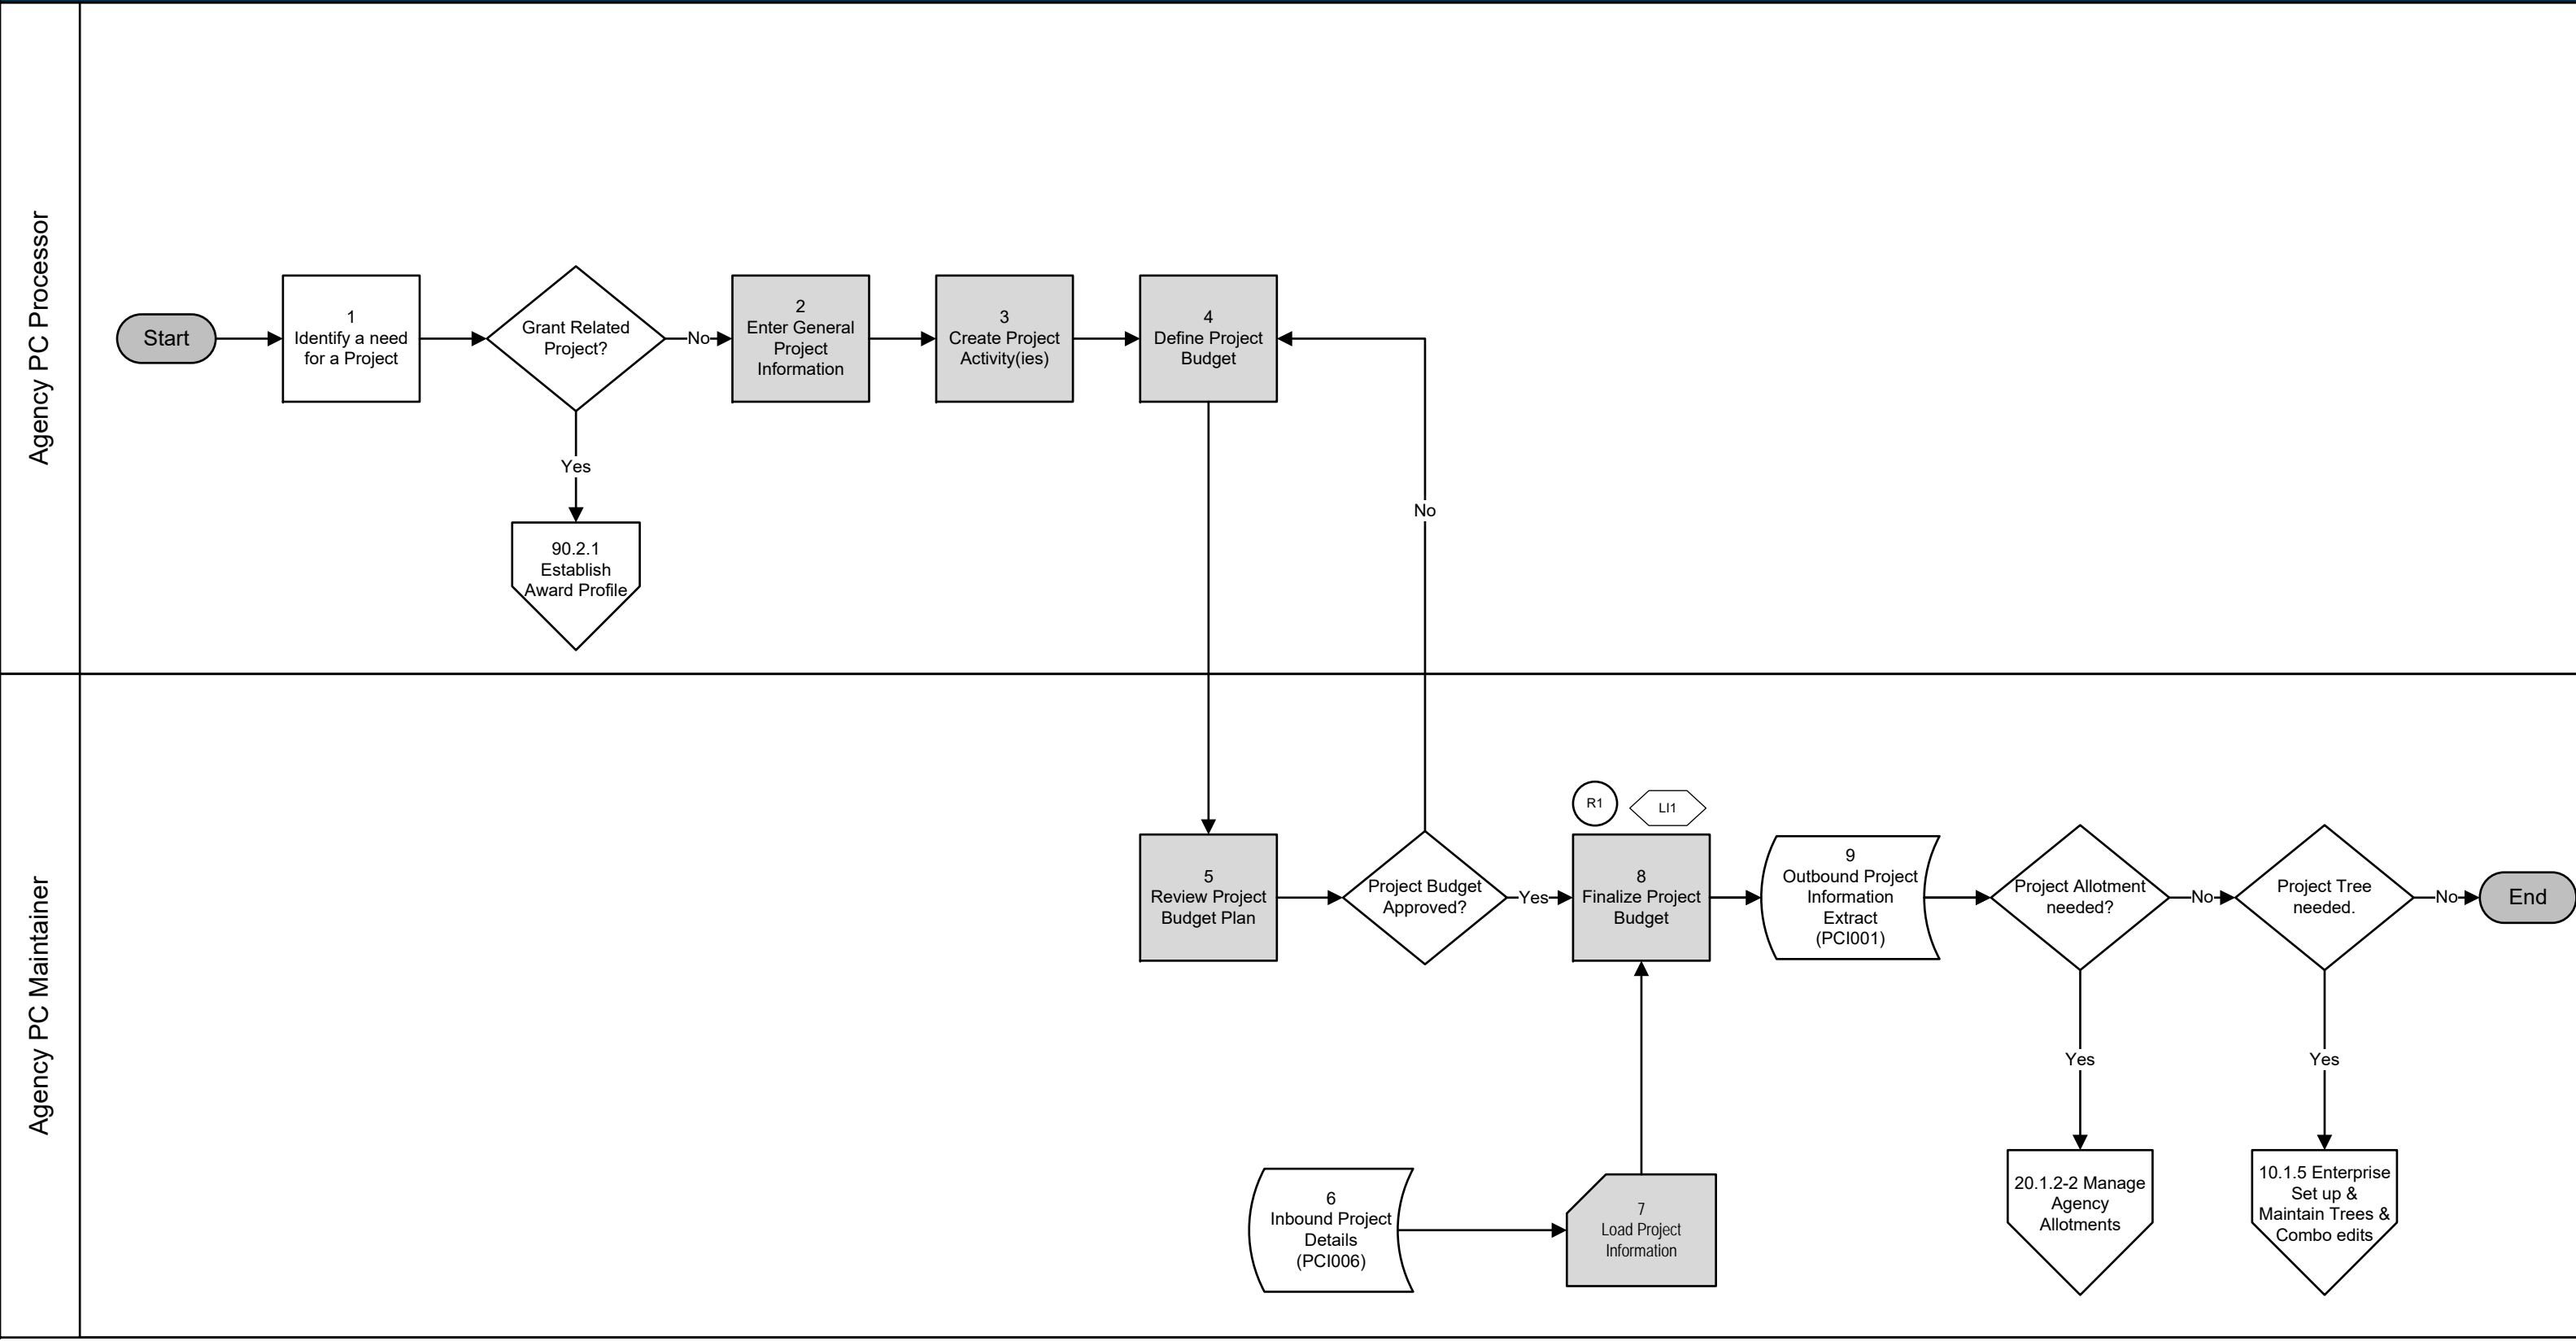 Agency PC Processor
Start
1
Identify a need
for a Project
Grant Related
Project?
No
2
Enter General
Project
Information
3
Create Project
Activity(ies)
4
Define Project
Budget
Yes
90.2.1
Establish
Award Profile
No
Agency PC Maintainer
5
Review Project
Budget Plan
Project Budget
Approved?
Yes
R1
LI1
8
Finalize Project
Budget
9
Outbound Project
Information
Extract
(PCI001)
Project Allotment
needed?
No
Project Tree
needed.
No
End
Yes
Yes
6
Inbound Project
Details
(PCI006)
7
Load Project
Information
20.1.2-2 Manage
Agency
Allotments
10.1.5 Enterprise
Set up &
Maintain Trees &
Combo edits